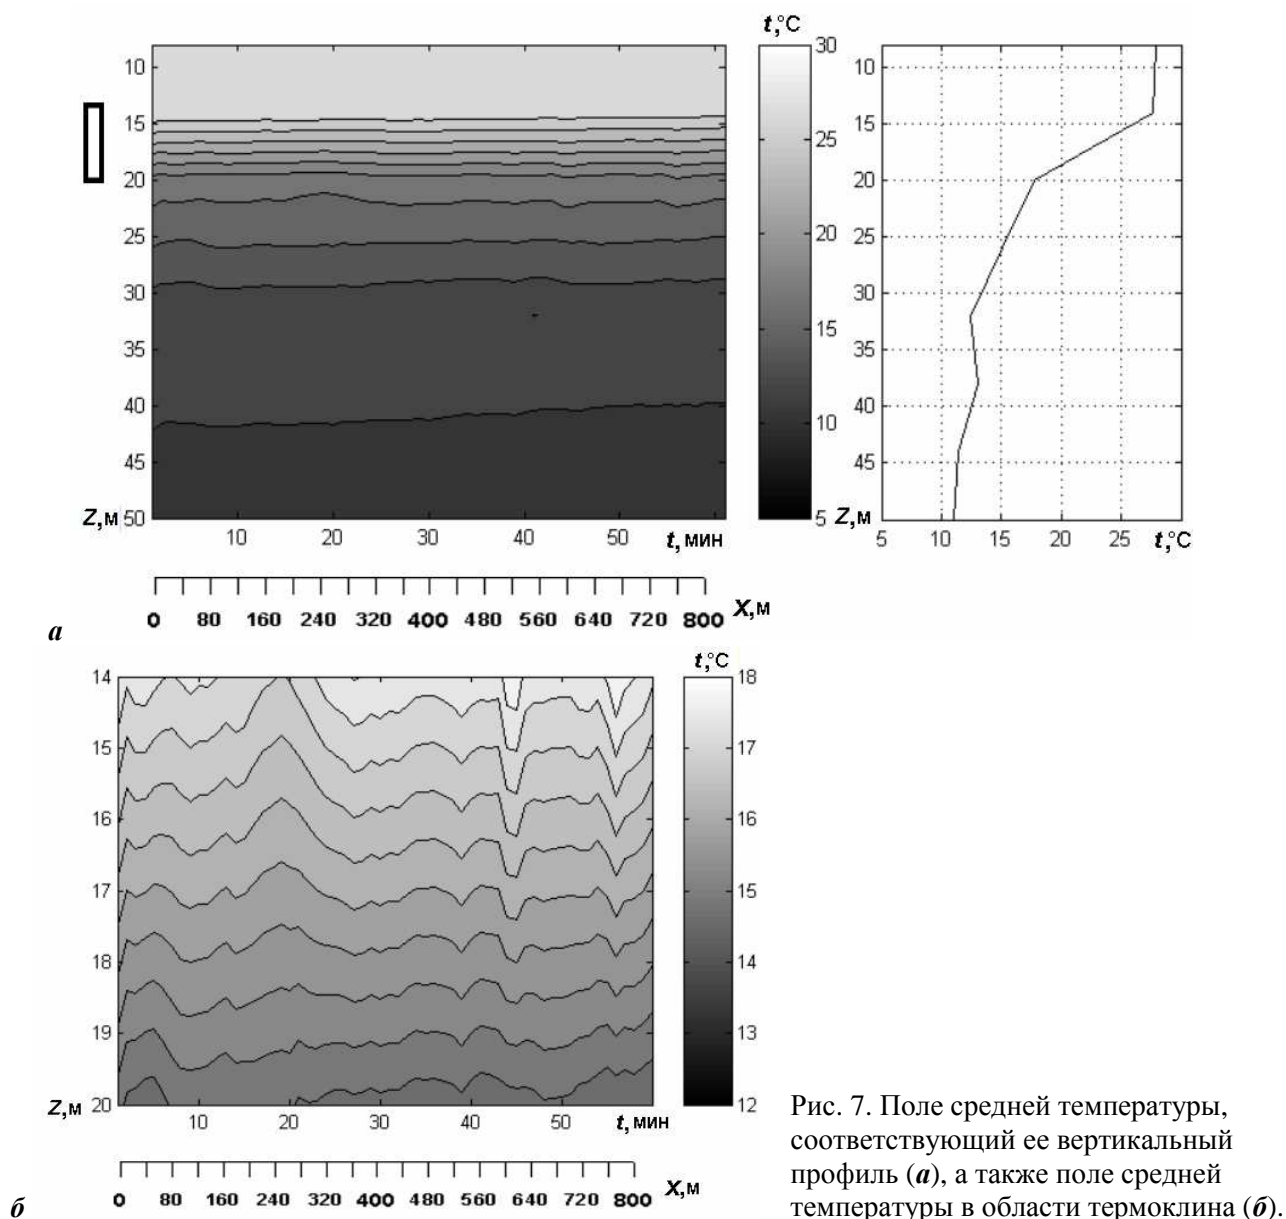 t,°C
30
25
20
15
10
5
10
15
20
25
30
35
40
45
50
Z,м
10 20 30 40 50 t, мин
10
15
20
25
30
35
40
45
50
Z,м
5 10 15 20 25 t,°C
0 80 160 240 320 400 480 560 640 720 800 X,м
а
t,°C
18
17
16
15
14
13
12
14
15
16
17
18
19
20
Z,м
10 20 30 40 50 t, мин
0 80 160 240 320 400 480 560 640 720 800 X,м
б
Рис. 7. Поле средней температуры,
соответствующий ее вертикальный
профиль (а), а также поле средней
температуры в области термоклина (б).